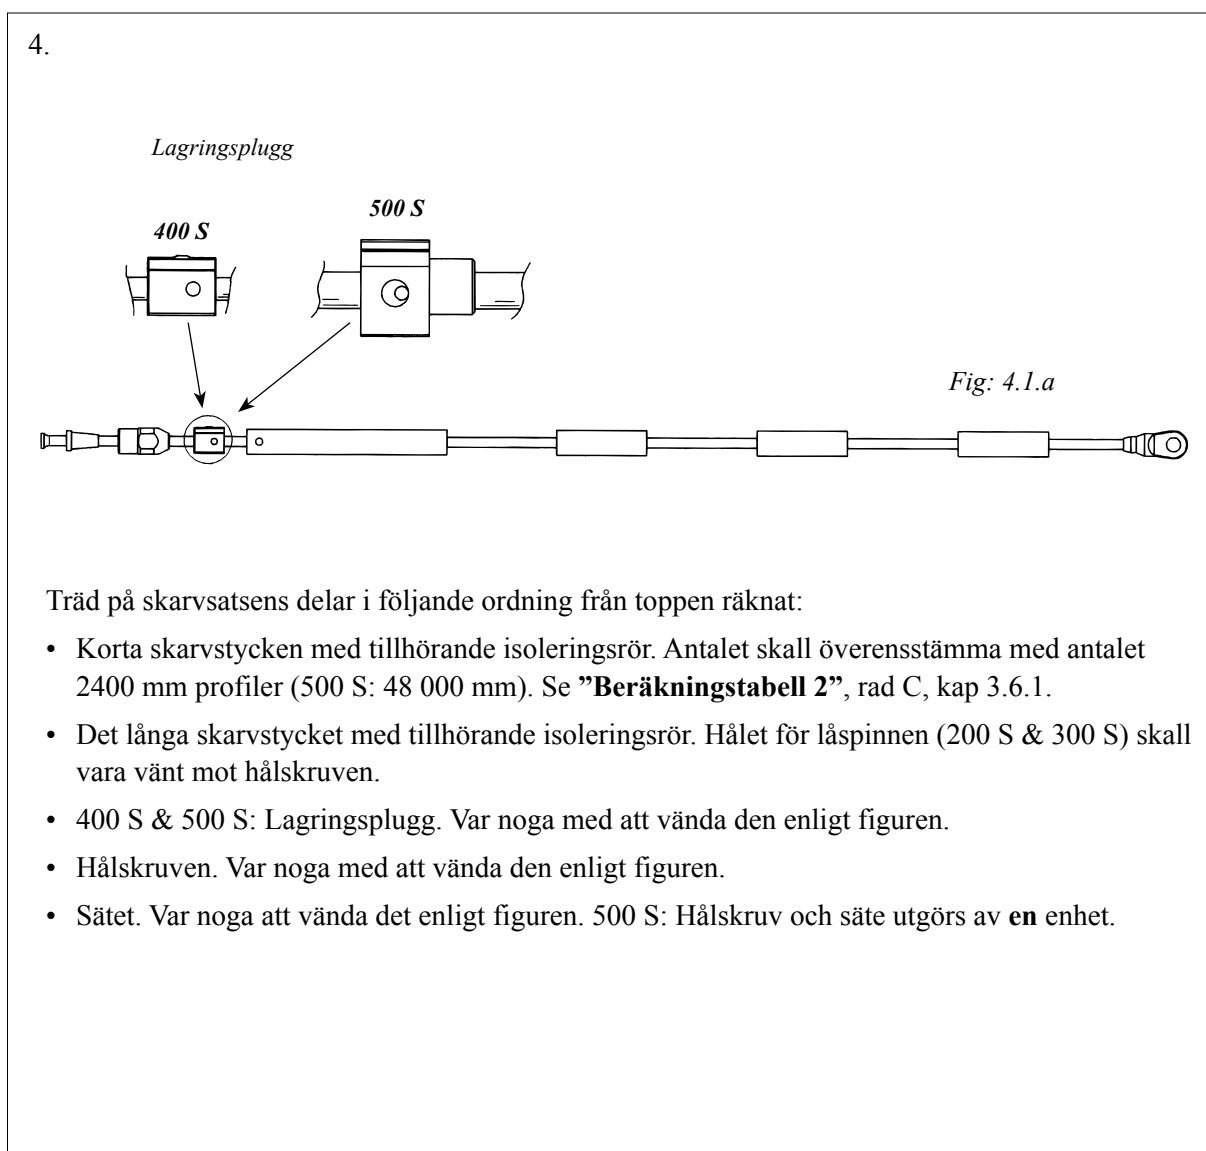 4.
Lagringsplugg
500 S
400 S
Fig: 4.1.a
Träd på skarvsatsens delar i följande ordning från toppen räknat:
• Korta skarvstycken med tillhörande isoleringsrör. Antalet skall överensstämma med antalet
2400 mm profiler (500 S: 48 000 mm). Se ”Beräkningstabell 2”, rad C, kap 3.6.1.
• Det långa skarvstycket med tillhörande isoleringsrör. Hålet för låspinnen (200 S & 300 S) skall
vara vänt mot hålskruven.
• 400 S & 500 S: Lagringsplugg. Var noga med att vända den enligt figuren.
• Hålskruven. Var noga med att vända den enligt figuren.
• Sätet. Var noga att vända det enligt figuren. 500 S: Hålskruv och säte utgörs av en enhet.